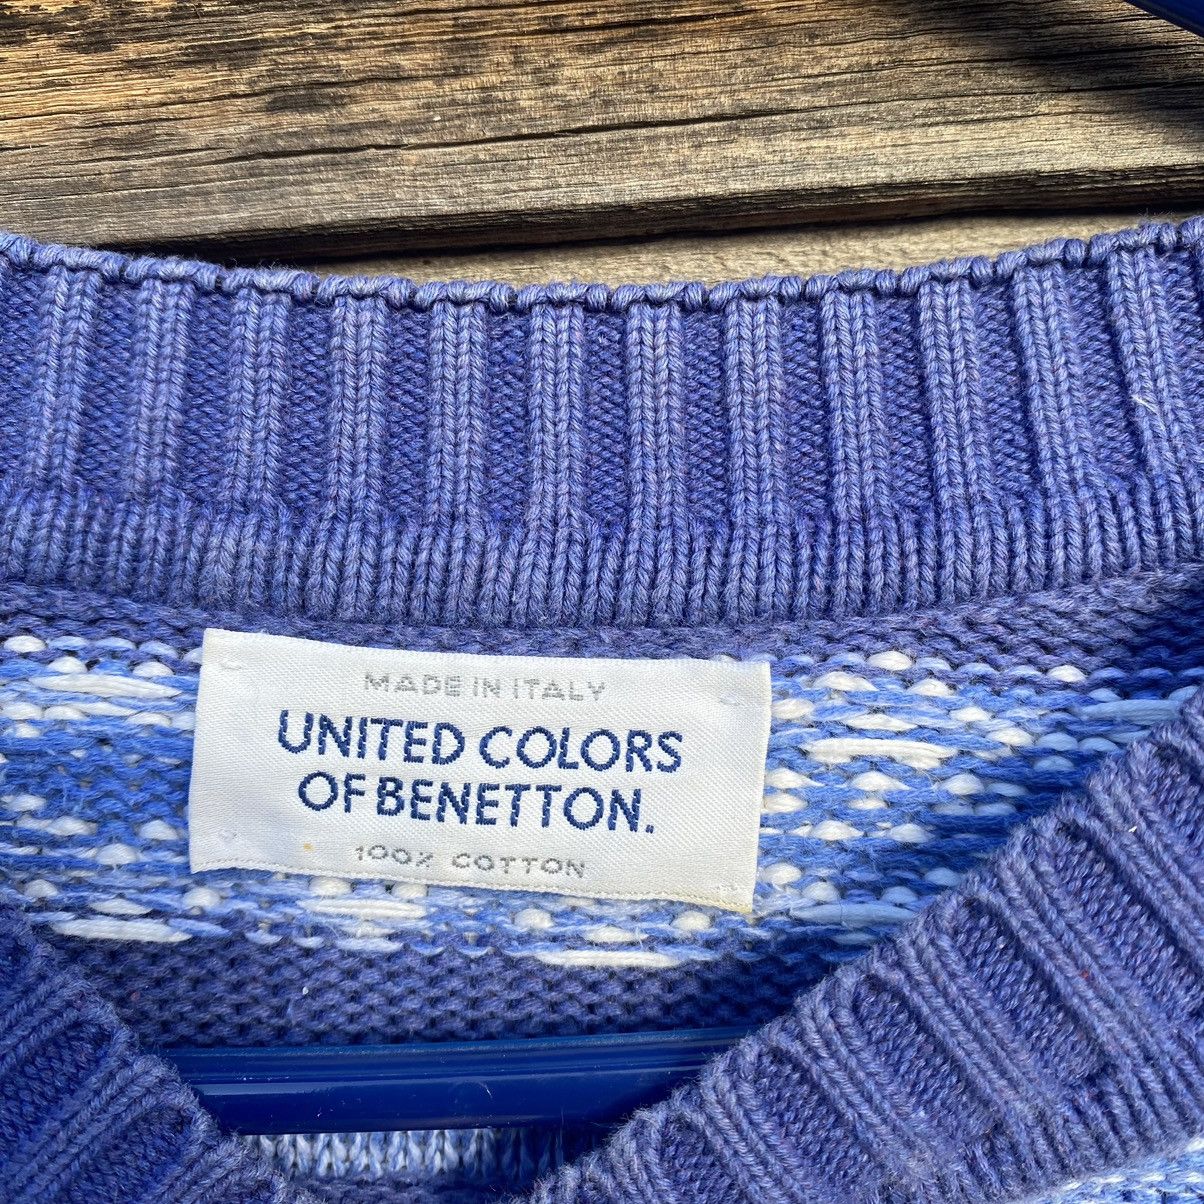 MADE IN ITALY
UNITED COLORS
OF BENETTON.
100% COTTON